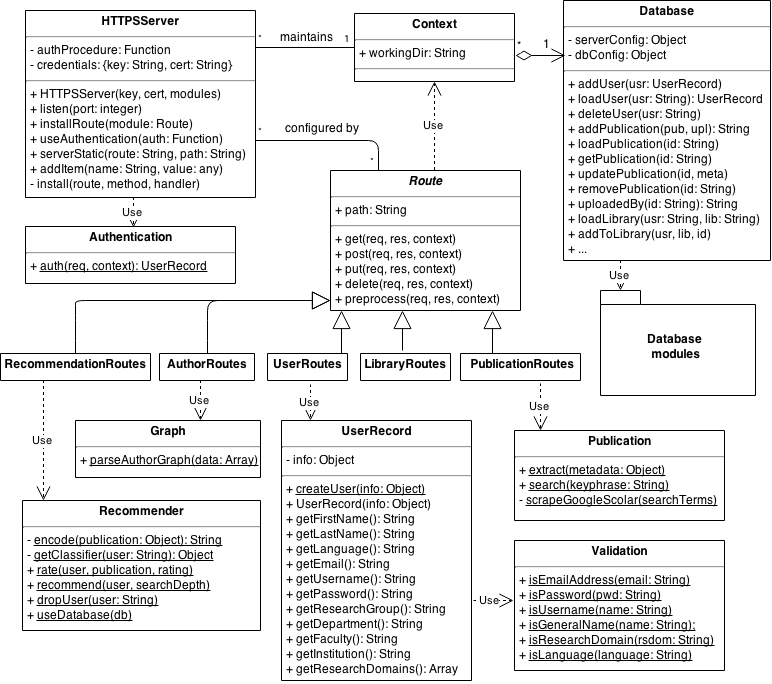 HTTPSServer
- authProcedure: Function
- credentials: {key: String, cert: String}
+ HTTPSServer(key, cert, modules)
+ listen(port: integer)
+ installRoute(module: Route)
+ useAuthentication(auth: Function)
+ serverStatic(route: String, path: String)
+ addItem(name: String, value: any)
- install(route, method, handler)
* maintains 1
Context
+ workingDir: String
* 1
Database
- serverConfig: Object
- dbConfig: Object
+ addUser(usr: UserRecord)
+ loadUser(usr: String): UserRecord
+ deleteUser(usr: String)
+ addPublication(pub, upl): String
+ loadPublication(id: String)
+ getPublication(id: String)
+ updatePublication(id, meta)
+ removePublication(id: String)
+ uploadedBy(id: String): String
+ loadLibrary(usr: String, lib: String)
+ addToLibrary(usr, lib, id)
+ ...
* configured by *
Use
Route
+ path: String
+ get(req, res, context)
+ post(req, res, context)
+ put(req, res, context)
+ delete(req, res, context)
+ preprocess(req, res, context)
Use
Authentication
+ auth(req, context): UserRecord
Use
Database
modules
RecommendationRoutes
AuthorRoutes
UserRoutes
LibraryRoutes
PublicationRoutes
Use
Use
Use
Use
Graph
+ parseAuthorGraph(data: Array)
Recommender
- encode(publication: Object): String
- getClassifier(user: String): Object
+ rate(user, publication, rating)
+ recommend(user, searchDepth)
+ dropUser(user: String)
+ useDatabase(db)
UserRecord
- info: Object
+ createUser(info: Object)
+ UserRecord(info: Object)
+ getFirstName(): String
+ getLastName(): String
+ getLanguage(): String
+ getEmail(): String
+ getUsername(): String
+ getPassword(): String
+ getResearchGroup(): String
+ getDepartment(): String
+ getFaculty(): String
+ getInstitution(): String
+ getResearchDomains(): Array
Use
Publication
+ extract(metadata: Object)
+ search(keyphrase: String)
- scrapeGoogleScolar(searchTerms)
Validation
+ isEmailAddress(email: String)
+ isPassword(pwd: String)
+ isUsername(name: String)
+ isGeneralName(name: String);
+ isResearchDomain(rsdom: String)
+ isLanguage(language: String)